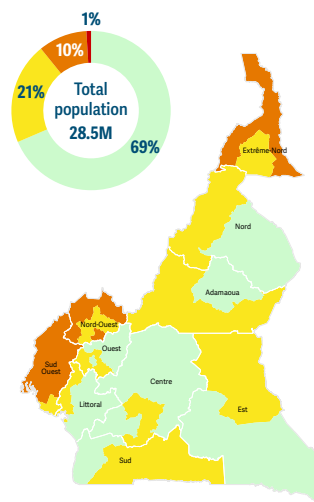 1%
10%
21%
Total
population
28.5M
69%
Extrême-Nord
Nord
Adamaoua
Nord-Ouest
Ouest
Sud
Ouest
Centre
Littoral
Est
Sud